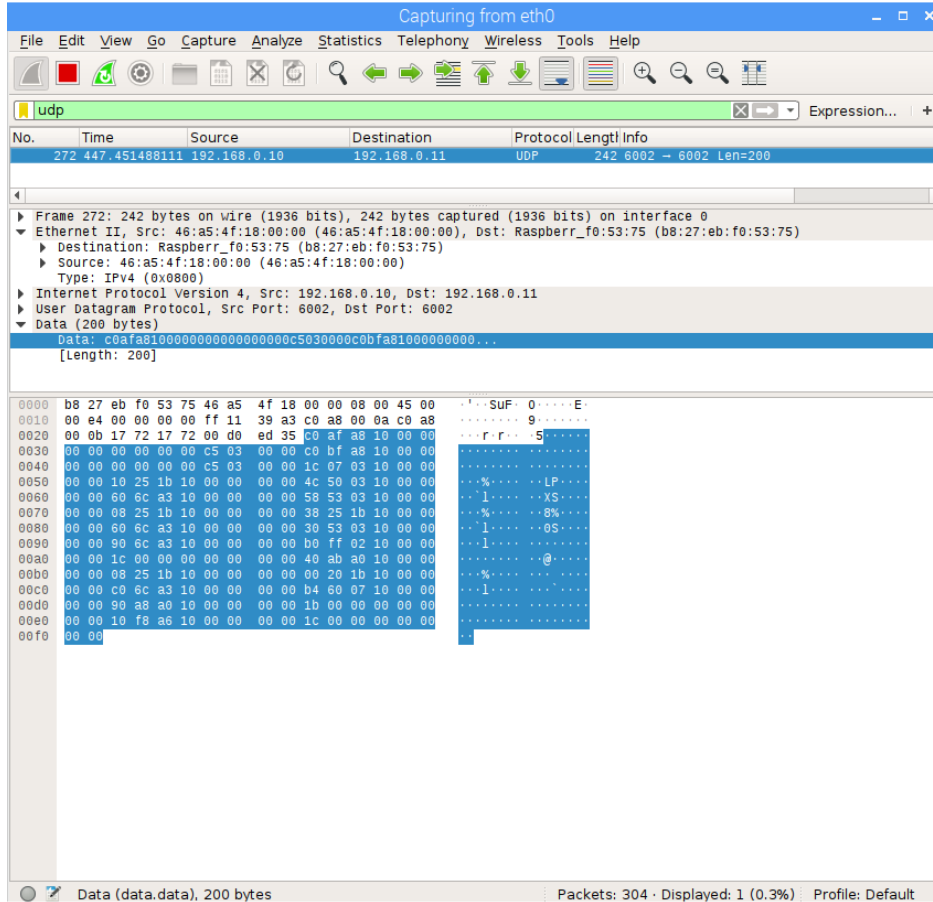 Capturing from eth0
File Edit View Go Capture Analyze Statistics Telephony Wireless Tools Help
udp Expression... +
No. Time Source Destination Protocol Length Info
272 447.451488111 192.168.0.10 192.168.0.11 UDP 242 6002 → 6002 Len=200
Frame 272: 242 bytes on wire (1936 bits), 242 bytes captured (1936 bits) on interface 0
Ethernet II, Src: 46:a5:4f:18:00:00 (46:a5:4f:18:00:00), Dst: Raspberr_f0:53:75 (b8:27:eb:f0:53:75)
Destination: Raspberr_f0:53:75 (b8:27:eb:f0:53:75)
Source: 46:a5:4f:18:00:00 (46:a5:4f:18:00:00)
Type: IPv4 (0x0800)
Internet Protocol Version 4, Src: 192.168.0.10, Dst: 192.168.0.11
User Datagram Protocol, Src Port: 6002, Dst Port: 6002
Data (200 bytes)
Data: c0afa81000000000000000000c5030000c0bfa81000000000...
[Length: 200]
0000 b8 27 eb f0 53 75 46 a5 4f 18 00 00 08 00 45 00 ·'··SuF· O·····E·
0010 00 e4 00 00 00 00 ff 11 39 a3 c0 a8 00 0a c0 a8 ········ 9·······
0020 00 0b 17 72 17 72 00 d0 ed 35 c0 af a8 10 00 00 ···r·r·· ·5······
0030 00 00 00 00 00 00 c5 03 00 00 c0 bf a8 10 00 00 ········ ········
0040 00 00 00 00 00 00 c5 03 00 00 1c 07 03 10 00 00 ········ ········
0050 00 00 10 25 1b 10 00 00 00 00 4c 50 03 10 00 00 ···%···· ··LP····
0060 00 00 60 6c a3 10 00 00 00 00 58 53 03 10 00 00 ··`l···· ··XS····
0070 00 00 08 25 1b 10 00 00 00 00 38 25 1b 10 00 00 ···%···· ··8%····
0080 00 00 60 6c a3 10 00 00 00 00 30 53 03 10 00 00 ··`l···· ··0S····
0090 00 00 90 6c a3 10 00 00 00 00 b0 ff 02 10 00 00 ···l···· ········
00a0 00 00 1c 00 00 00 00 00 00 00 40 ab a0 10 00 00 ········ ··@·····
00b0 00 00 08 25 1b 10 00 00 00 00 00 20 1b 10 00 00 ···%···· ··· ····
00c0 00 00 c0 6c a3 10 00 00 00 00 b4 60 07 10 00 00 ···l···· ···`····
00d0 00 00 90 a8 a0 10 00 00 00 00 1b 00 00 00 00 00 ········ ········
00e0 00 00 10 f8 a6 10 00 00 00 00 1c 00 00 00 00 00 ········ ········
00f0 00 00 ··
Data (data.data), 200 bytes Packets: 304 · Displayed: 1 (0.3%) Profile: Default